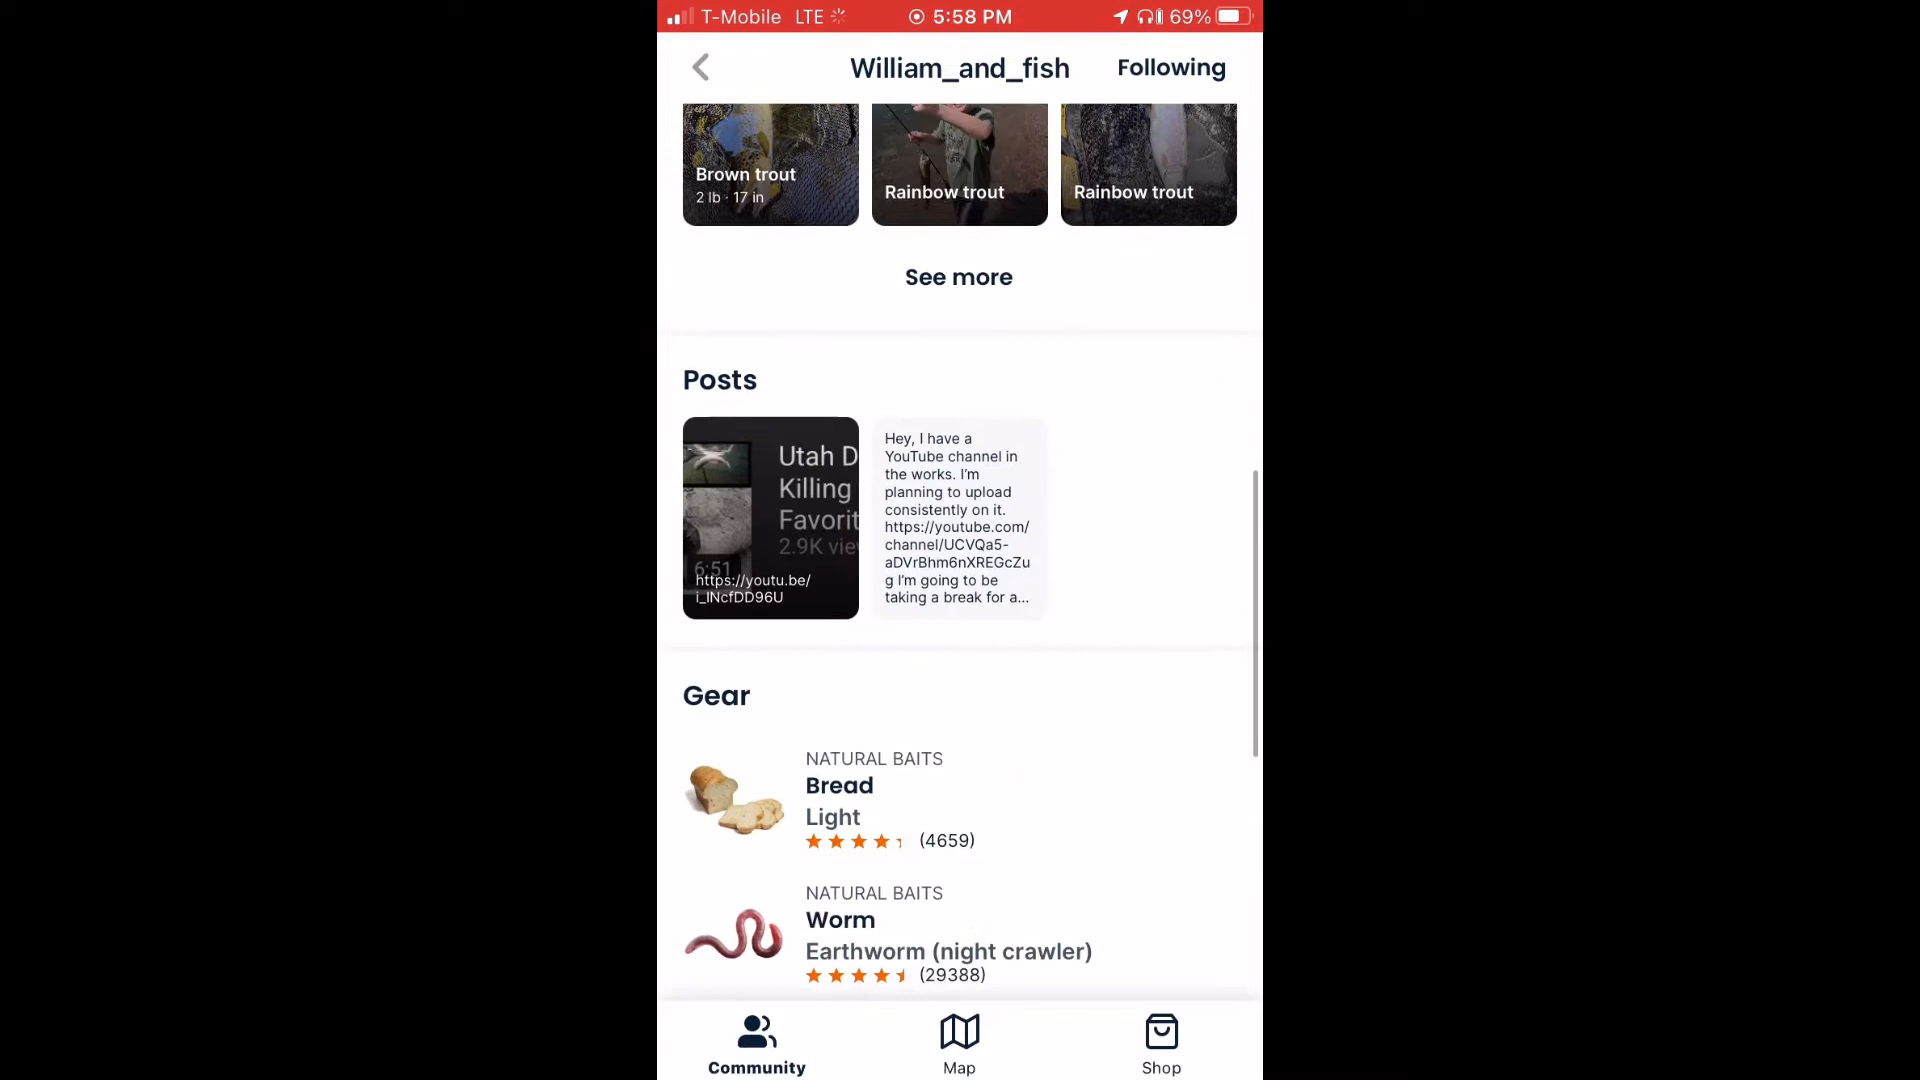 T-Mobile LTE 5:58 PM 69%
William_and_fish Following
Brown trout
2 lb · 17 in
Rainbow trout
Rainbow trout
See more
Posts
Utah D
Killing
Favorit
2.9K vie
6:51
https://youtu.be/
i_lNcfDD96U
Hey, I have a
YouTube channel in
the works. I'm
planning to upload
consistently on it.
https://youtube.com/
channel/UCVQa5-
aDVrBhm6nXREGcZu
g I'm going to be
taking a break for a...
Gear
NATURAL BAITS
Bread
Light
(4659)
NATURAL BAITS
Worm
Earthworm (night crawler)
(29388)
Community Map Shop